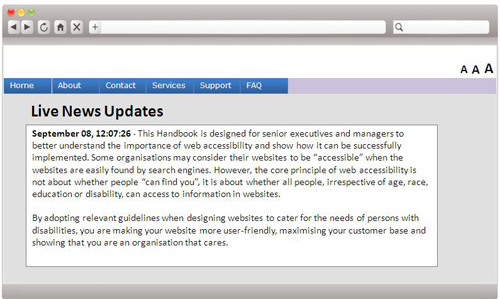 A A A
Home About Contact Services Support FAQ
Live News Updates
September 08, 12:07:26 - This Handbook is designed for senior executives and managers to
better understand the importance of web accessibility and show how it can be successfully
implemented. Some organisations may consider their websites to be “accessible” when the
websites are easily found by search engines. However, the core principle of web accessibility is
not about whether people “can find you”, it is about whether all people, irrespective of age, race,
education or disability, can access to information in websites.
By adopting relevant guidelines when designing websites to cater for the needs of persons with
disabilities, you are making your website more user-friendly, maximising your customer base and
showing that you are an organisation that cares.